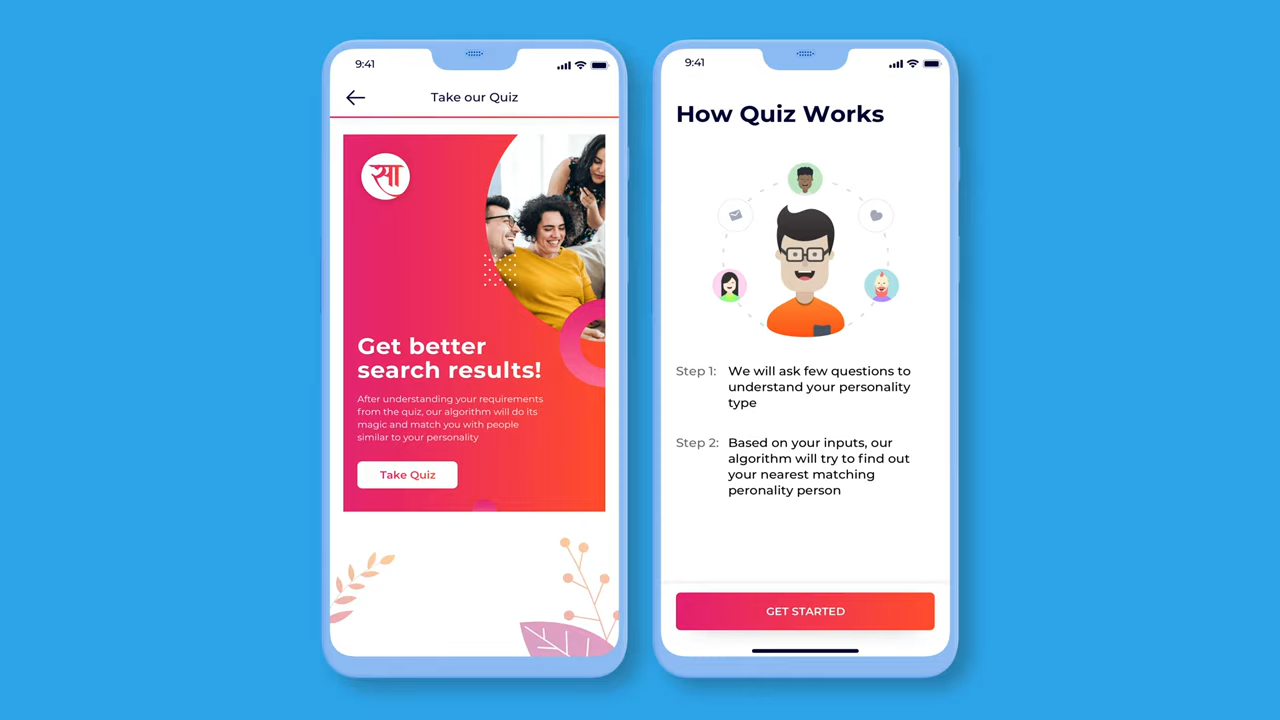 9:41
Take our Quiz
सा
Get better
search results!
After understanding your requirements
from the quiz, our algorithm will do its
magic and match you with people
similar to your personality
Take Quiz
9:41
How Quiz Works
Step 1: We will ask few questions to
understand your personality
type
Step 2: Based on your inputs, our
algorithm will try to find out
your nearest matching
peronality person
GET STARTED